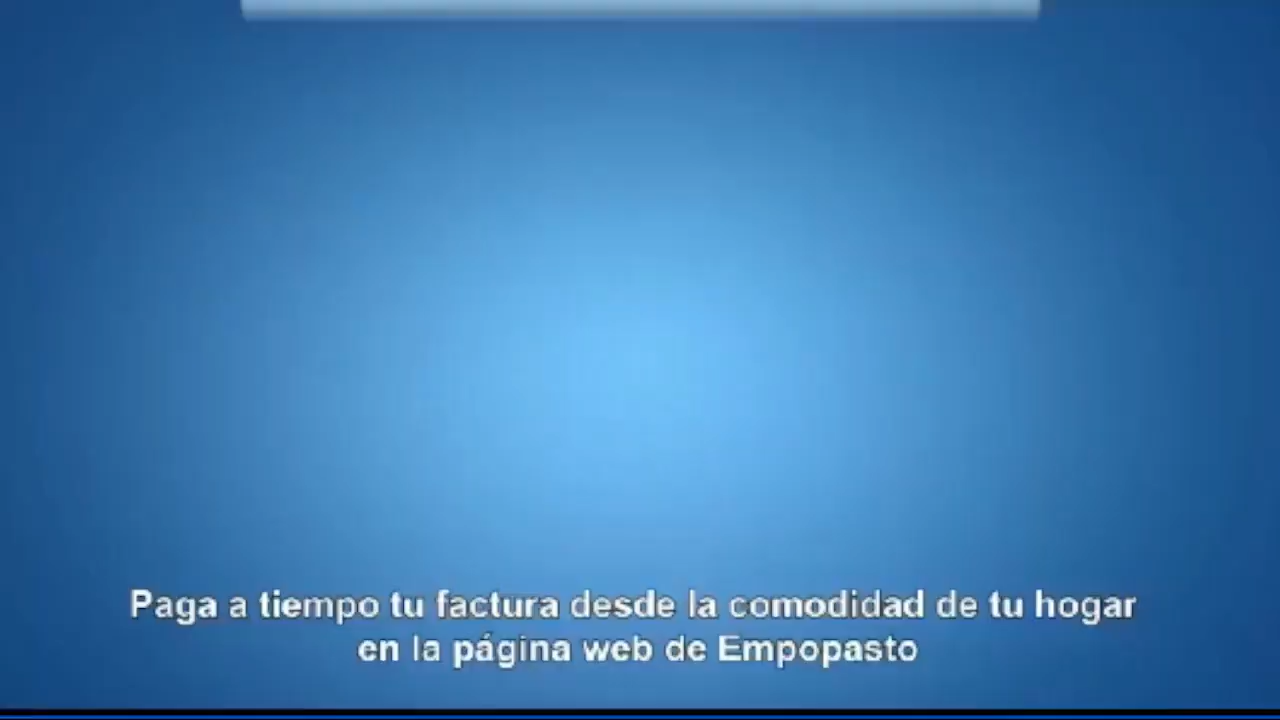 Paga a tiempo tu factura desde la comodidad de tu hogar
en la página web de Empopasto